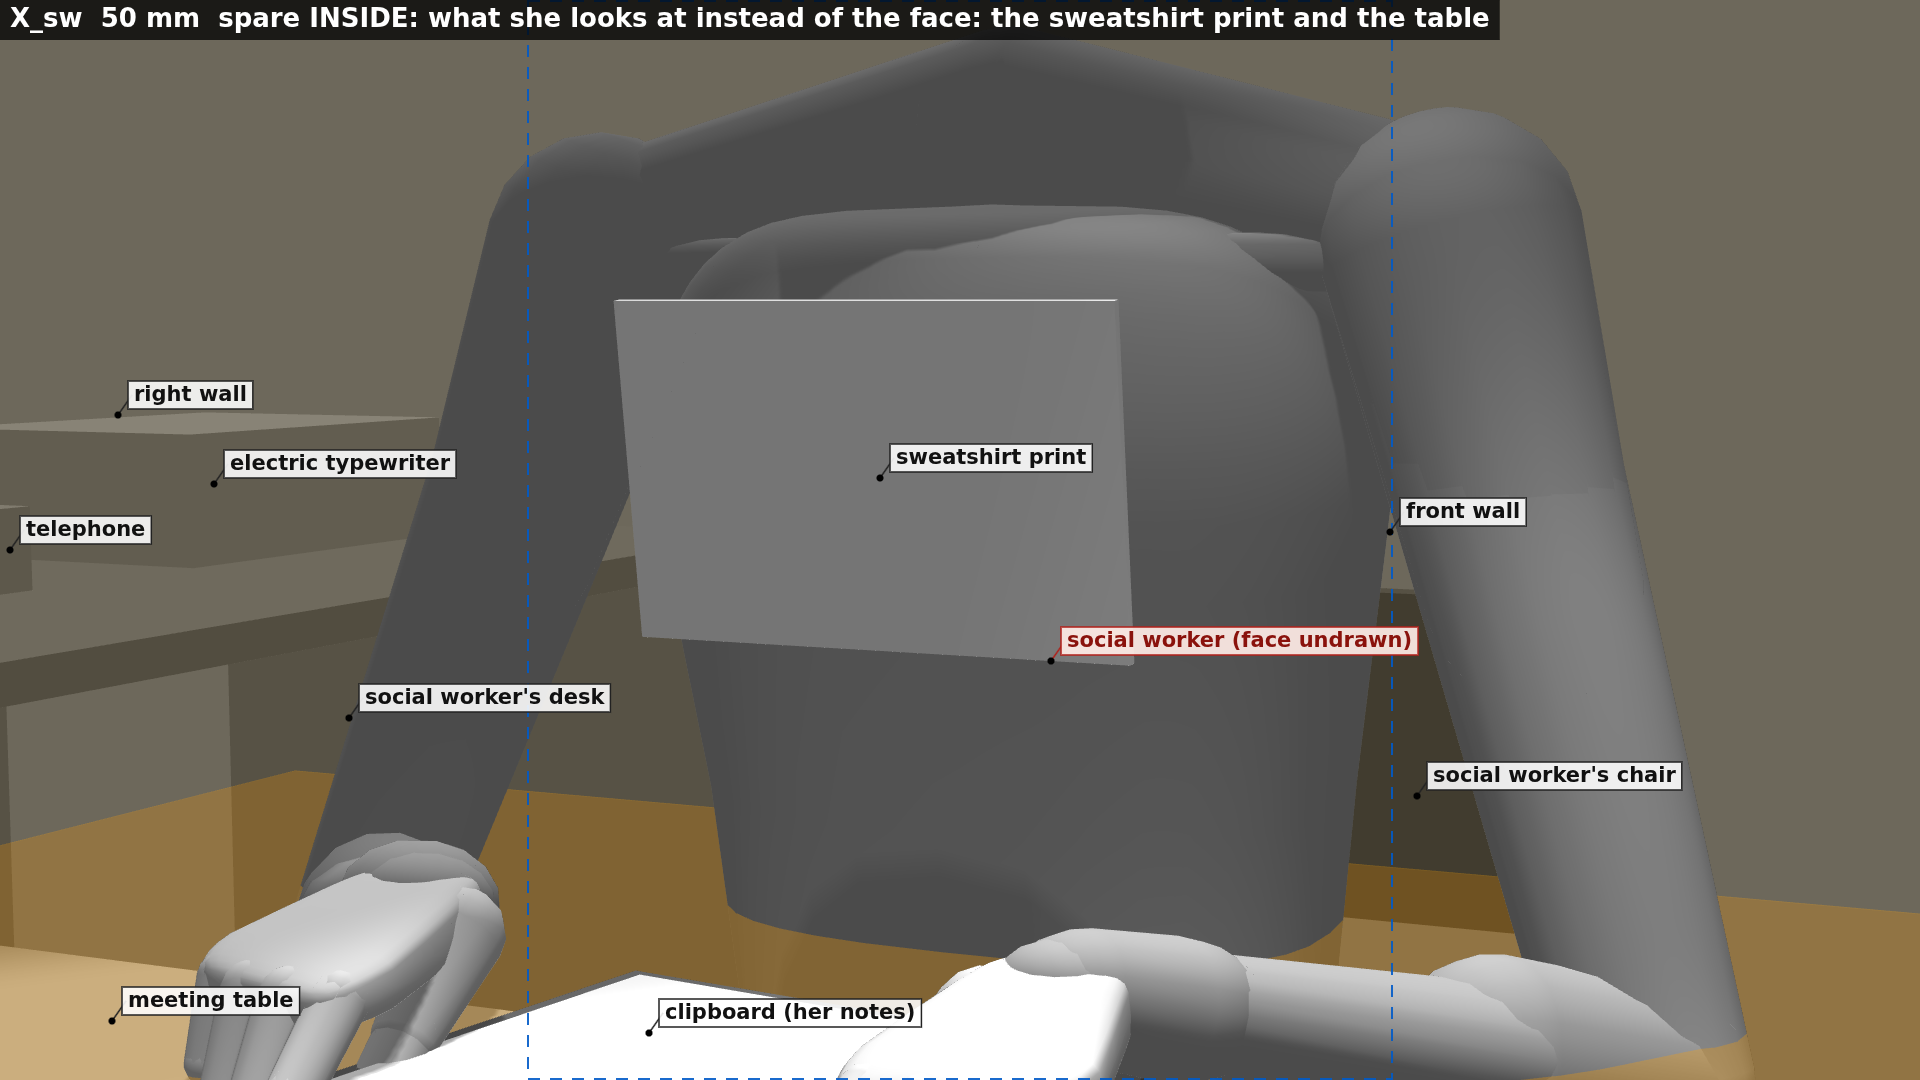 X_sw  50 mm  spare INSIDE: what she looks at instead of the face: the sweatshirt print and the table
right wall
electric typewriter
sweatshirt print
telephone
front wall
social worker (face undrawn)
social worker's desk
social worker's chair
meeting table
clipboard (her notes)